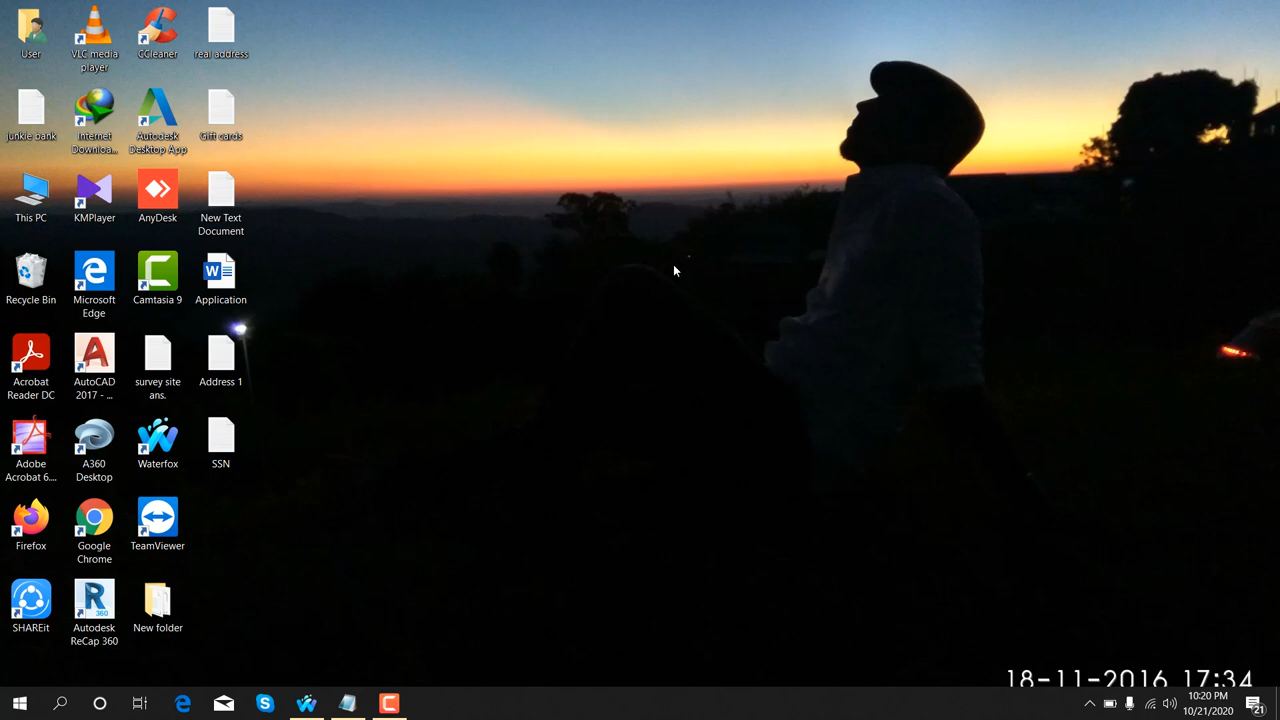 User
VLC media
player
CCleaner
real address
junkie bank
Internet
Downloa...
Autodesk
Desktop App
Gift cards
This PC
KMPlayer
AnyDesk
New Text
Document
Recycle Bin
Microsoft
Edge
Camtasia 9
Application
Acrobat
Reader DC
AutoCAD
2017 - ...
survey site
ans.
Address 1
Adobe
Acrobat 6....
A360
Desktop
Waterfox
SSN
Firefox
Google
Chrome
TeamViewer
SHAREit
Autodesk
ReCap 360
New folder
18-11-2016 17:34
10:20 PM
10/21/2020
21